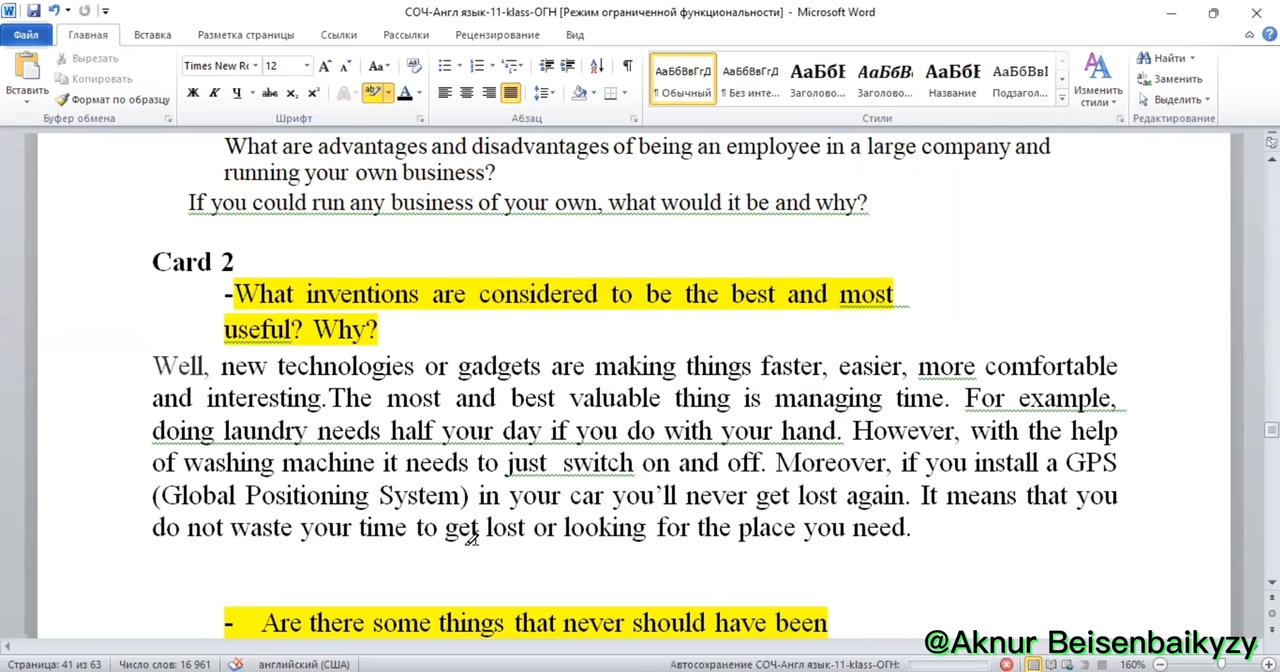 СОЧ-Англ язык-11-klass-ОГН [Режим ограниченной функциональности] - Microsoft Word
Файл Главная Вставка Разметка страницы Ссылки Рассылки Рецензирование Вид
Вставить
Вырезать
Копировать
Формат по образцу
Буфер обмена
Times New Ro 12
Ж К Ч abc x₂ x²
Шрифт
Абзац
АаБбВвГгД АаБбВвГгД АаБбЕ АаБбВ АаБбЕ АаБбВвІ
¶ Обычный ¶ Без инте... Заголово... Заголово... Название Подзагол...
Стили
Изменить стили
Найти
Заменить
Выделить
Редактирование
What are advantages and disadvantages of being an employee in a large company and
running your own business?
If you could run any business of your own, what would it be and why?
Card 2
-What inventions are considered to be the best and most
useful? Why?
Well, new technologies or gadgets are making things faster, easier, more comfortable
and interesting.The most and best valuable thing is managing time. For example,
doing laundry needs half your day if you do with your hand. However, with the help
of washing machine it needs to just switch on and off. Moreover, if you install a GPS
(Global Positioning System) in your car you’ll never get lost again. It means that you
do not waste your time to get lost or looking for the place you need.
- Are there some things that never should have been
@Aknur Beisenbaikyzy
Страница: 41 из 63 Число слов: 16 961 английский (США) Автосохранение СОЧ-Англ язык-11-klass-ОГН: 160%